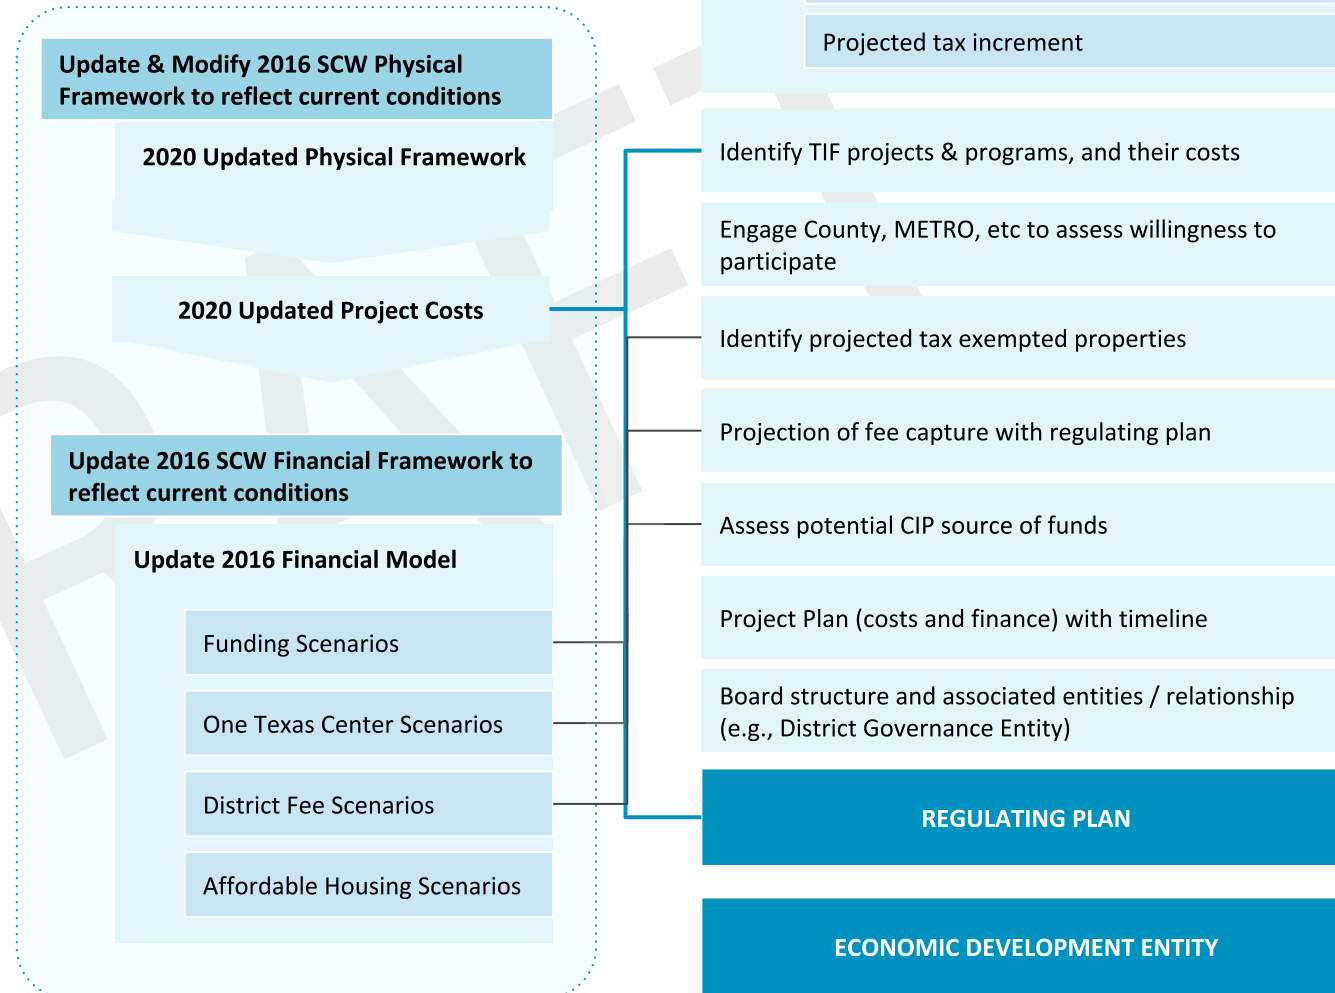 Update & Modify 2016 SCW Physical
Framework to reflect current conditions
2020 Updated Physical Framework
2020 Updated Project Costs
Update 2016 SCW Financial Framework to
reflect current conditions
Update 2016 Financial Model
Funding Scenarios
One Texas Center Scenarios
District Fee Scenarios
Affordable Housing Scenarios
Projected tax increment
Identify TIF projects & programs, and their costs
Engage County, METRO, etc to assess willingness to
participate
Identify projected tax exempted properties
Projection of fee capture with regulating plan
Assess potential CIP source of funds
Project Plan (costs and finance) with timeline
Board structure and associated entities / relationship
(e.g., District Governance Entity)
REGULATING PLAN
ECONOMIC DEVELOPMENT ENTITY